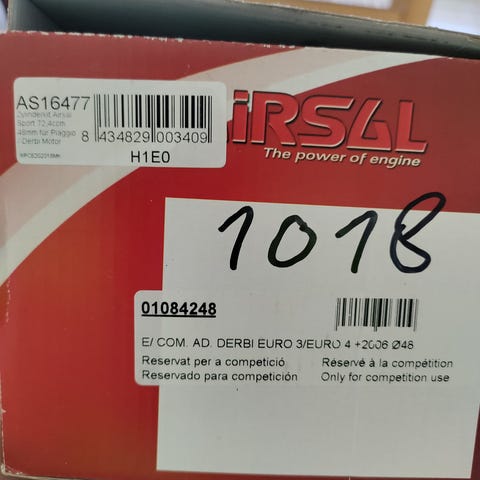 AS16477
Zylinderkit Airsal
Sport 72,4ccm
48mm für Piaggio
/ Derbi Motor
8 434829 003409
H1E0
AIRSAL
The power of engine
1018
01084248
E/ COM. AD. DERBI EURO 3/EURO 4 +2006 Ø48
Reservat per a competició Réservé à la compétition
Reservado para competición Only for competition use